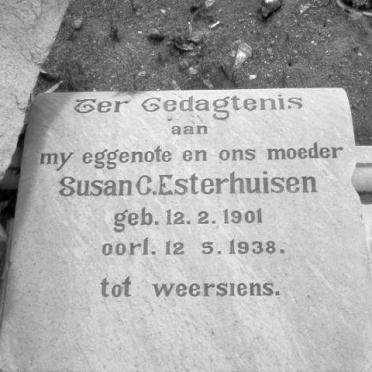 Ter Gedagtenis
aan
my eggenote en ons moeder
Susan C. Esterhuisen
geb. 12. 2. 1901
oorl. 12 5. 1938.
tot weersiens.